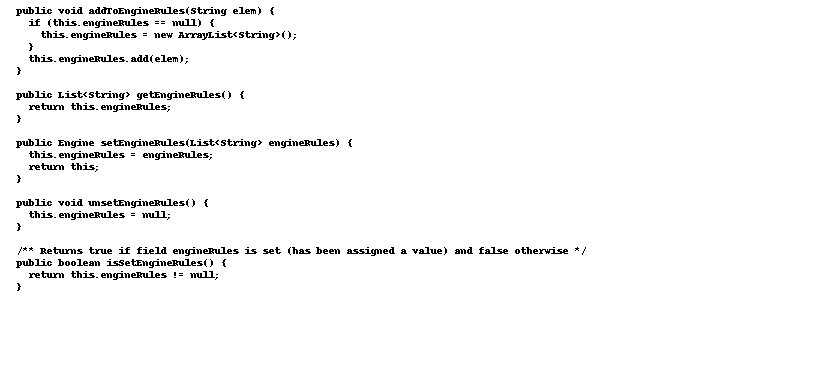 public void addToEngineRules(String elem) {
  if (this.engineRules == null) {
    this.engineRules = new ArrayList<String>();
  }
  this.engineRules.add(elem);
}

public List<String> getEngineRules() {
  return this.engineRules;
}

public Engine setEngineRules(List<String> engineRules) {
  this.engineRules = engineRules;
  return this;
}

public void unsetEngineRules() {
  this.engineRules = null;
}

/** Returns true if field engineRules is set (has been assigned a value) and false otherwise */
public boolean isSetEngineRules() {
  return this.engineRules != null;
}